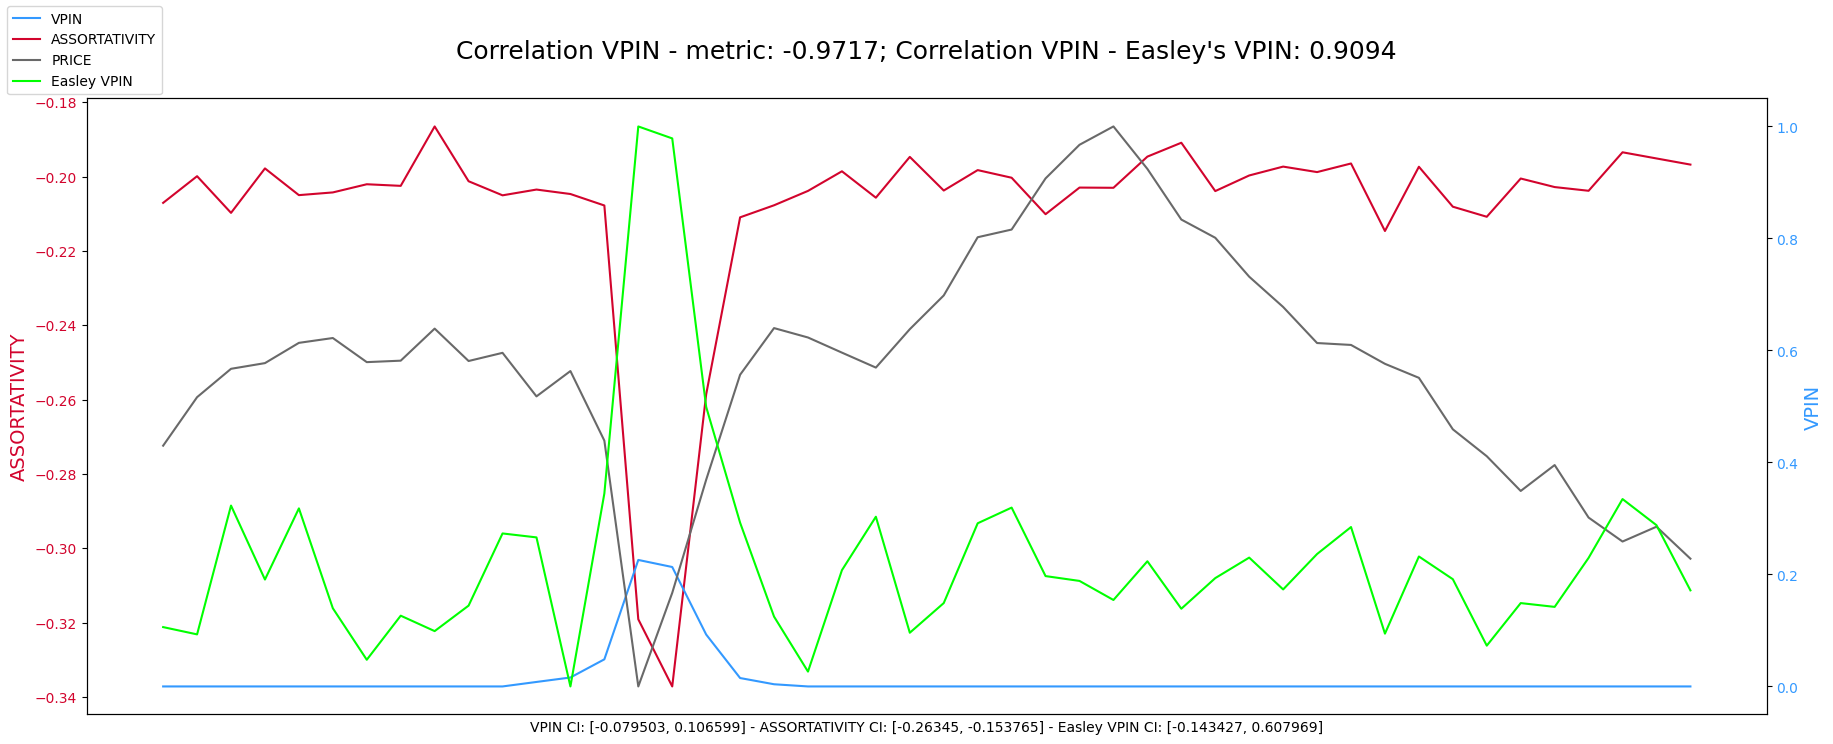 VPIN
ASSORTATIVITY
PRICE
Easley VPIN
Correlation VPIN - metric: -0.9717; Correlation VPIN - Easley's VPIN: 0.9094
−0.18
−0.20
−0.22
−0.24
−0.26
−0.28
−0.30
−0.32
−0.34
ASSORTATIVITY
1.0
0.8
0.6
0.4
0.2
0.0
VPIN
VPIN CI: [-0.079503, 0.106599] - ASSORTATIVITY CI: [-0.26345, -0.153765] - Easley VPIN CI: [-0.143427, 0.607969]